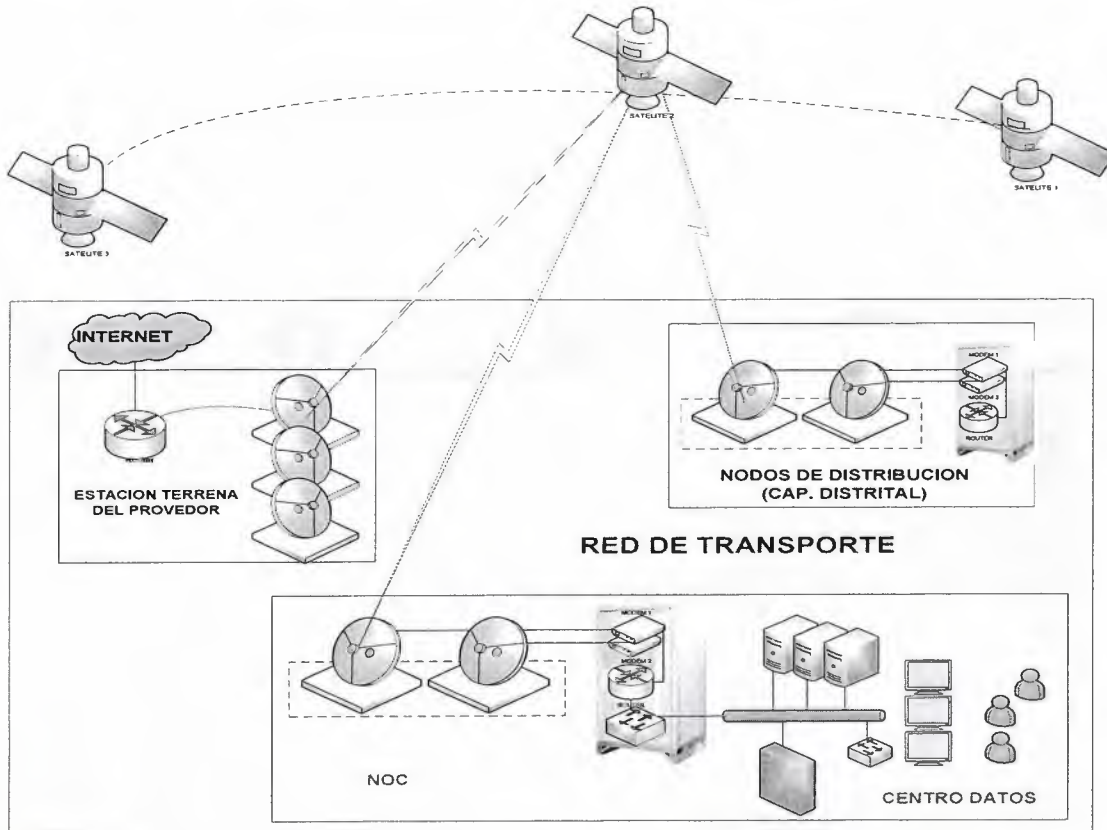 SATELITE 2
SATELITE 1
SATELITE 3
INTERNET
ESTACION TERRENA
DEL PROVEDOR
MODEM 1
MODEM 2
ROUTER
NODOS DE DISTRIBUCION
(CAP. DISTRITAL)
RED DE TRANSPORTE
MODEM 1
MODEM 2
NOC
CENTRO DATOS